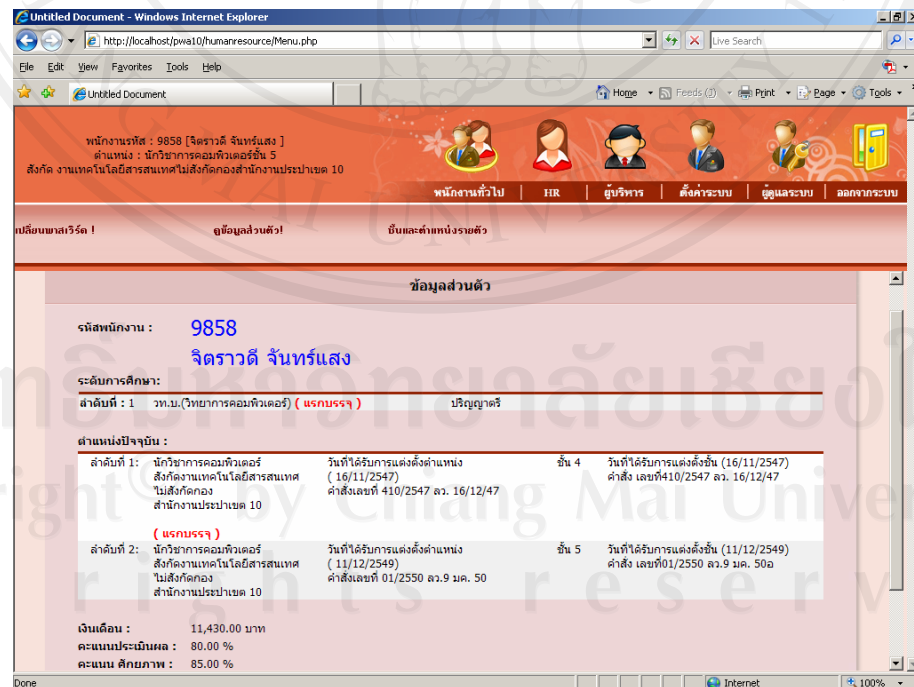 Untitled Document - Windows Internet Explorer
http://localhost/pwa10/humanresource/Menu.php
Live Search
File Edit View Favorites Tools Help
Untitled Document
Home Feeds (J) Print Page Tools
พนักงานรหัส : 9858 [จิตราวดี จันทร์แสง ]
ตำแหน่ง : นักวิชาการคอมพิวเตอร์ชั้น 5
สังกัด งานเทคโนโลยีสารสนเทศไม่สังกัดกองสำนักงานประปาเขต 10
พนักงานทั่วไป | HR | ผู้บริหาร | ตั้งค่าระบบ | ผู้ดูแลระบบ | ออกจากระบบ
เปลี่ยนพาสเวิร์ด ! ดูข้อมูลส่วนตัว! ขั้นและตำแหน่งรายตัว
ข้อมูลส่วนตัว
รหัสพนักงาน : 9858
จิตราวดี จันทร์แสง
ระดับการศึกษา:
ลำดับที่ : 1 วท.บ.(วิทยาการคอมพิวเตอร์) ( แรกบรรจุ ) ปริญญาตรี
ตำแหน่งปัจจุบัน :
ลำดับที่ 1: นักวิชาการคอมพิวเตอร์ วันที่ได้รับการแต่งตั้งตำแหน่ง ชั้น 4 วันที่ได้รับการแต่งตั้งชั้น (16/11/2547)
สังกัดงานเทคโนโลยีสารสนเทศ ( 16/11/2547) คำสั่ง เลขที่410/2547 ลว. 16/12/47
ไม่สังกัดกอง คำสั่งเลขที่ 410/2547 ลว. 16/12/47
สำนักงานประปาเขต 10
( แรกบรรจุ )
ลำดับที่ 2: นักวิชาการคอมพิวเตอร์ วันที่ได้รับการแต่งตั้งตำแหน่ง ชั้น 5 วันที่ได้รับการแต่งตั้งชั้น (11/12/2549)
สังกัดงานเทคโนโลยีสารสนเทศ ( 11/12/2549) คำสั่ง เลขที่01/2550 ลว.9 มค. 50อ
ไม่สังกัดกอง คำสั่งเลขที่ 01/2550 ลว.9 มค. 50
สำนักงานประปาเขต 10
เงินเดือน : 11,430.00 บาท
คะแนนประเมินผล : 80.00 %
คะแนน ศักยภาพ : 85.00 %
Done Internet 100%